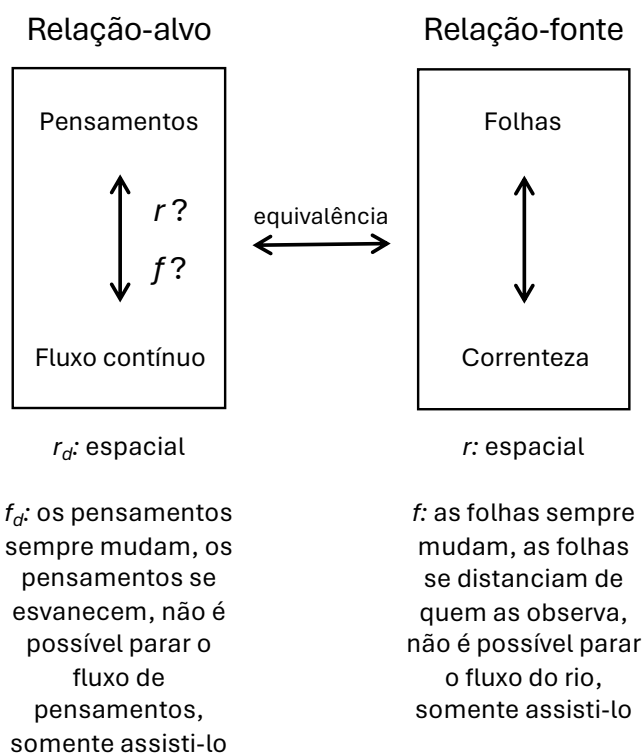 Relação-alvo
Pensamentos
r ?
f ?
Fluxo contínuo
r_d: espacial
f_d: os pensamentos
sempre mudam, os
pensamentos se
esvanecem, não é
possível parar o
fluxo de
pensamentos,
somente assisti-lo
equivalência
Relação-fonte
Folhas
Correnteza
r: espacial
f: as folhas sempre
mudam, as folhas
se distanciam de
quem as observa,
não é possível parar
o fluxo do rio,
somente assisti-lo